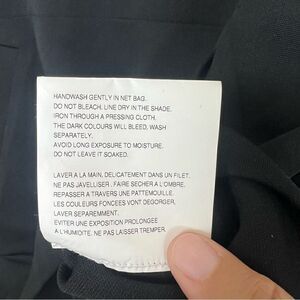 HANDWASH GENTLY IN NET BAG.
DO NOT BLEACH. LINE DRY IN THE SHADE.
IRON THROUGH A PRESSING CLOTH.
THE DARK COLOURS WILL BLEED, WASH
SEPARATELY.
AVOID LONG EXPOSURE TO MOISTURE.
DO NOT LEAVE IT SOAKED.
LAVER A LA MAIN, DELICATEMENT DANS UN FILET.
NE PAS JAVELLISER. FAIRE SECHER A L'OMBRE.
REPASSER A TRAVERS UNE PATTEMOUILLE.
LES COULEURS FONCEES VONT DEGORGER,
LAVER SEPAREMMENT.
EVITER UNE EXPOSITION PROLONGEE
A L'HUMIDITE. NE PAS LAISSER TREMPER.